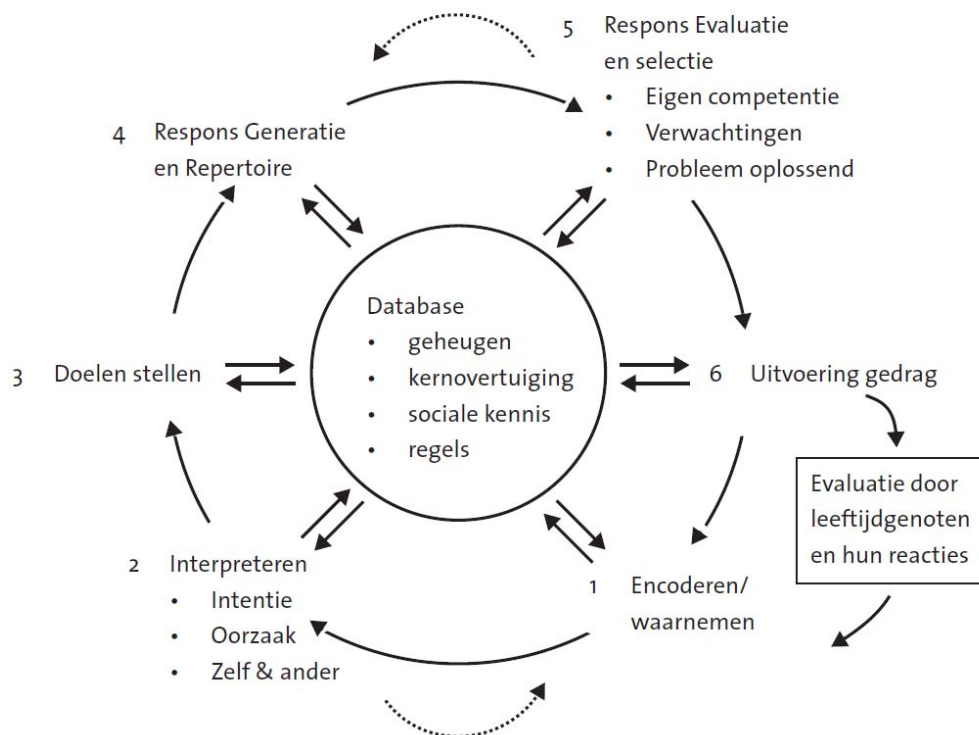 5 Respons Evaluatie
en selectie
• Eigen competentie
• Verwachtingen
• Probleem oplossend
4 Respons Generatie
en Repertoire
Database
• geheugen
• kernovertuiging
• sociale kennis
• regels
3 Doelen stellen
6 Uitvoering gedrag
Evaluatie door
leeftijdgenoten
en hun reacties
2 Interpreteren
• Intentie
• Oorzaak
• Zelf & ander
1 Encoderen/
waarnemen